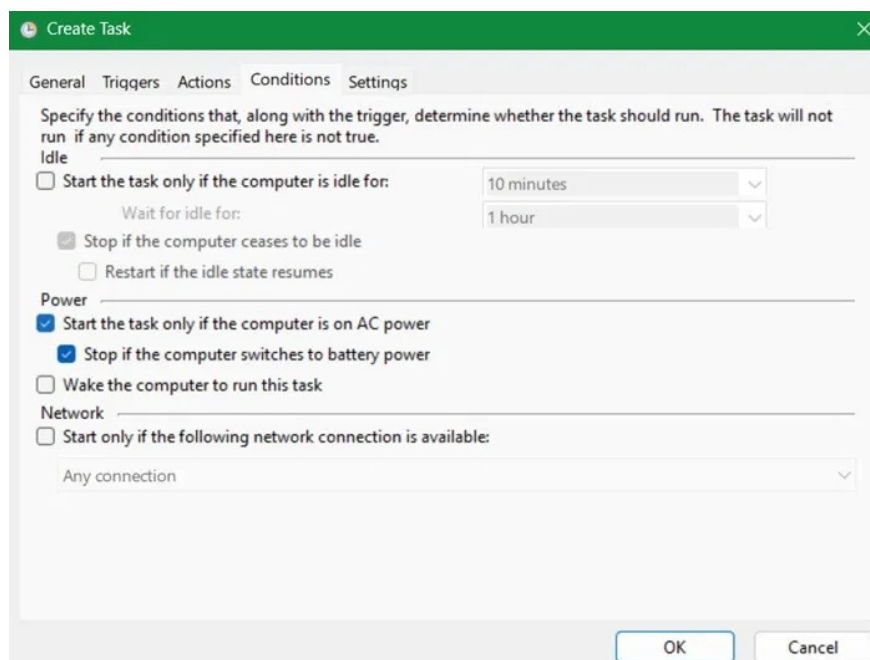 Create Task
General Triggers Actions Conditions Settings
Specify the conditions that, along with the trigger, determine whether the task should run. The task will not
run if any condition specified here is not true.
Idle
Start the task only if the computer is idle for: 10 minutes
Wait for idle for: 1 hour
Stop if the computer ceases to be idle
Restart if the idle state resumes
Power
Start the task only if the computer is on AC power
Stop if the computer switches to battery power
Wake the computer to run this task
Network
Start only if the following network connection is available:
Any connection
OK Cancel